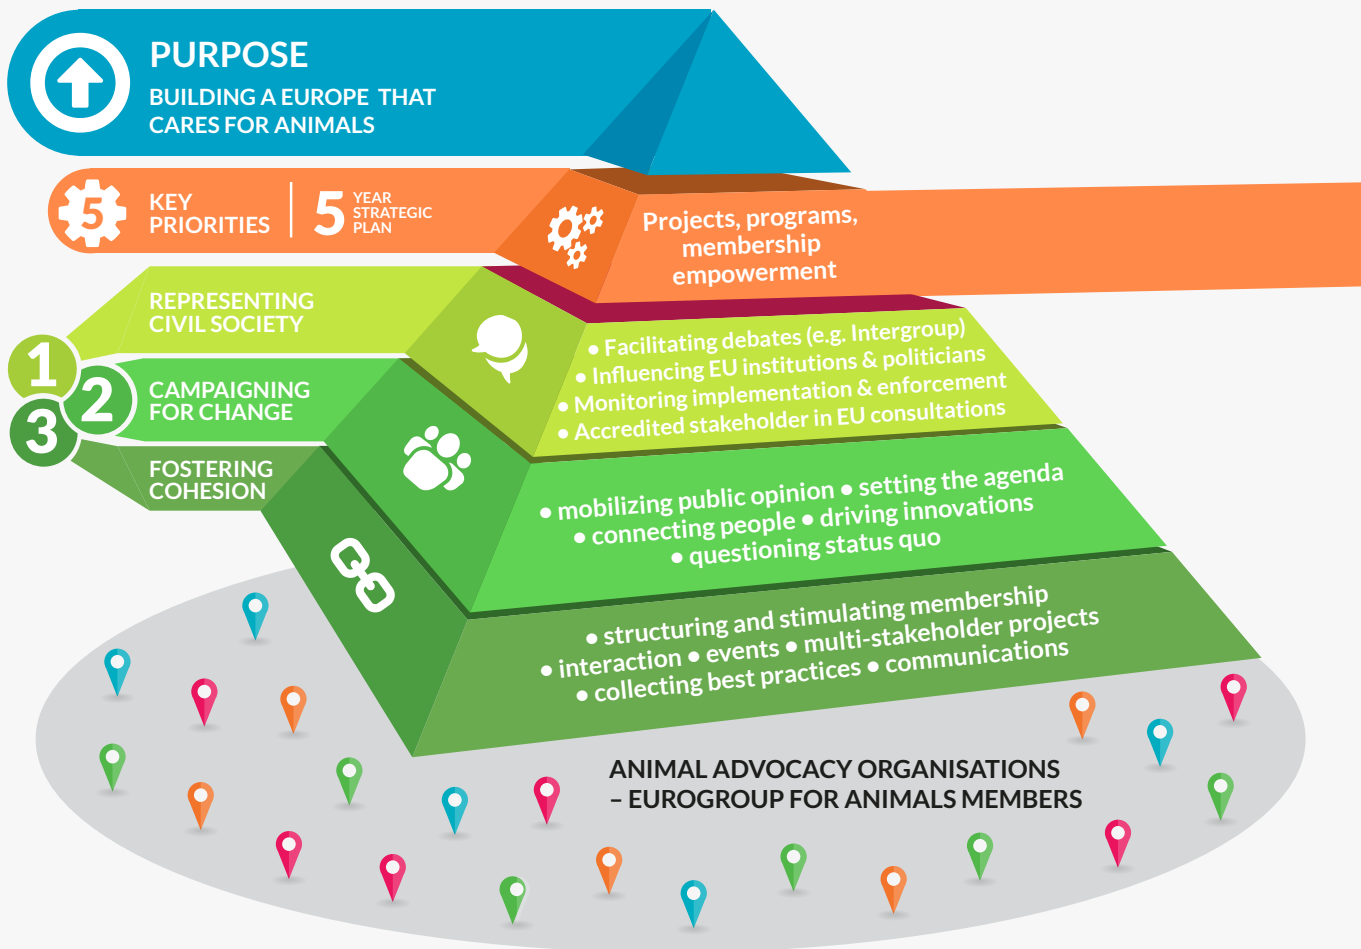 PURPOSE
BUILDING A EUROPE THAT
CARES FOR ANIMALS
5
KEY
PRIORITIES
5
YEAR
STRATEGIC
PLAN
Projects, programs,
membership
empowerment
1
REPRESENTING
CIVIL SOCIETY
• Facilitating debates (e.g. Intergroup)
• Influencing EU institutions & politicians
• Monitoring implementation & enforcement
• Accredited stakeholder in EU consultations
2
CAMPAIGNING
FOR CHANGE
• mobilizing public opinion • setting the agenda
• connecting people • driving innovations
• questioning status quo
3
FOSTERING
COHESION
• structuring and stimulating membership
• interaction • events • multi-stakeholder projects
• collecting best practices • communications
ANIMAL ADVOCACY ORGANISATIONS
– EUROGROUP FOR ANIMALS MEMBERS